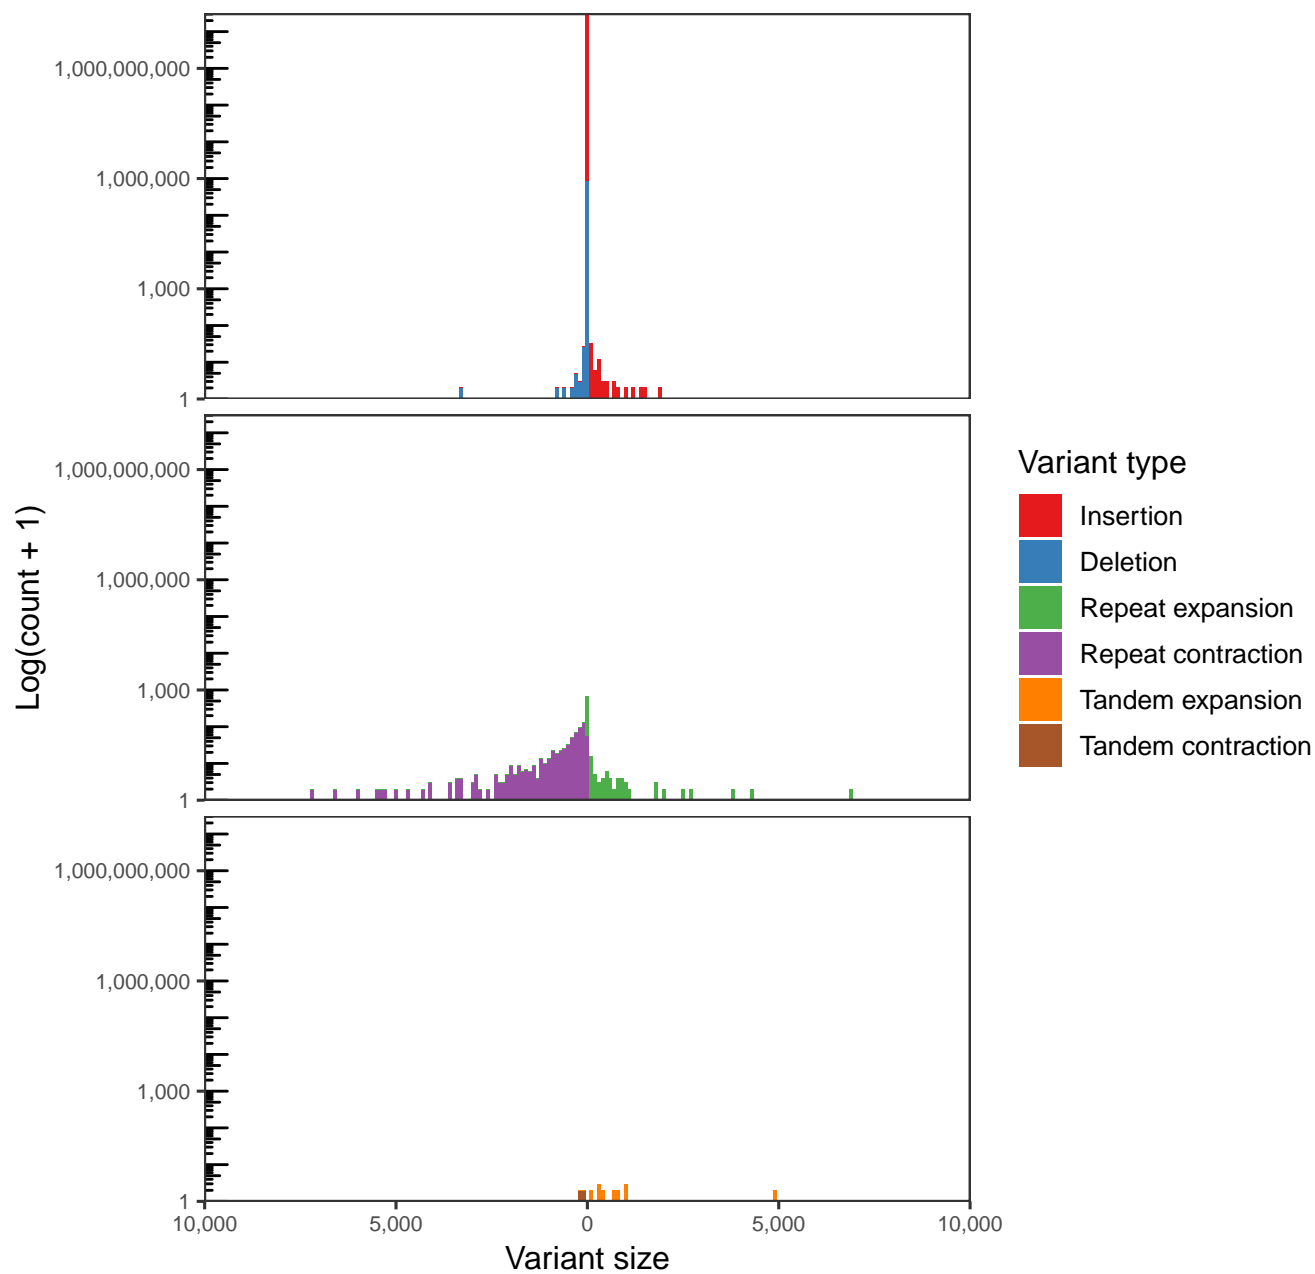 1,000,000,000
1,000,000
1,000
1
1,000,000,000
1,000,000
1,000
1
1,000,000,000
1,000,000
1,000
1
Log(count + 1)
10,000
5,000
0
5,000
10,000
Variant size
Variant type
Insertion
Deletion
Repeat expansion
Repeat contraction
Tandem expansion
Tandem contraction